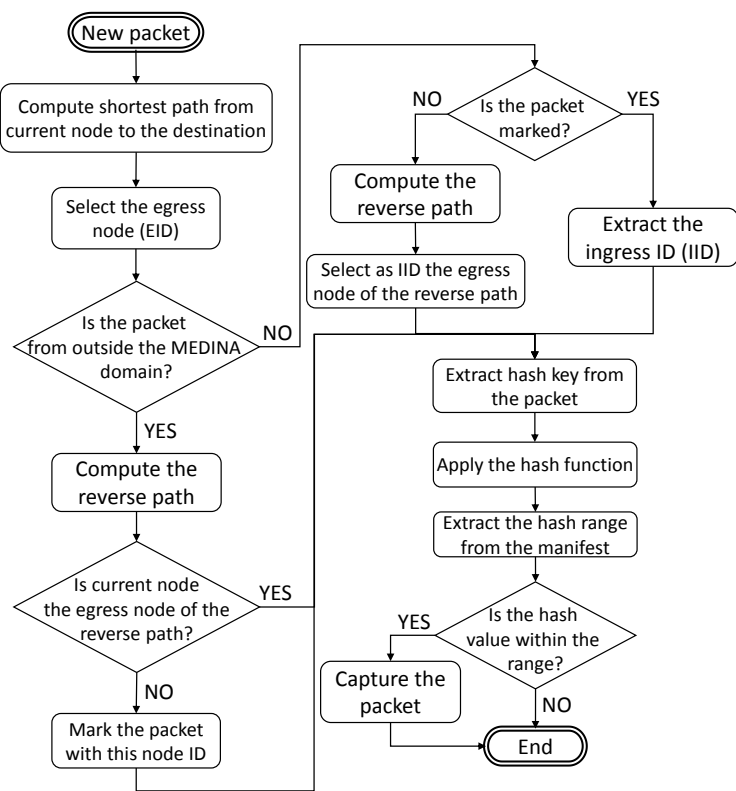 New packet
Compute shortest path from
current node to the destination
Select the egress
node (EID)
Is the packet
from outside the MEDINA
domain?
NO
YES
Compute the
reverse path
Is current node
the egress node of the
reverse path?
YES
NO
Mark the packet
with this node ID
Is the packet
marked?
NO
YES
Compute the
reverse path
Select as IID the egress
node of the reverse path
Extract the
ingress ID (IID)
Extract hash key from
the packet
Apply the hash function
Extract the hash range
from the manifest
Is the hash
value within the
range?
YES
NO
Capture the
packet
End